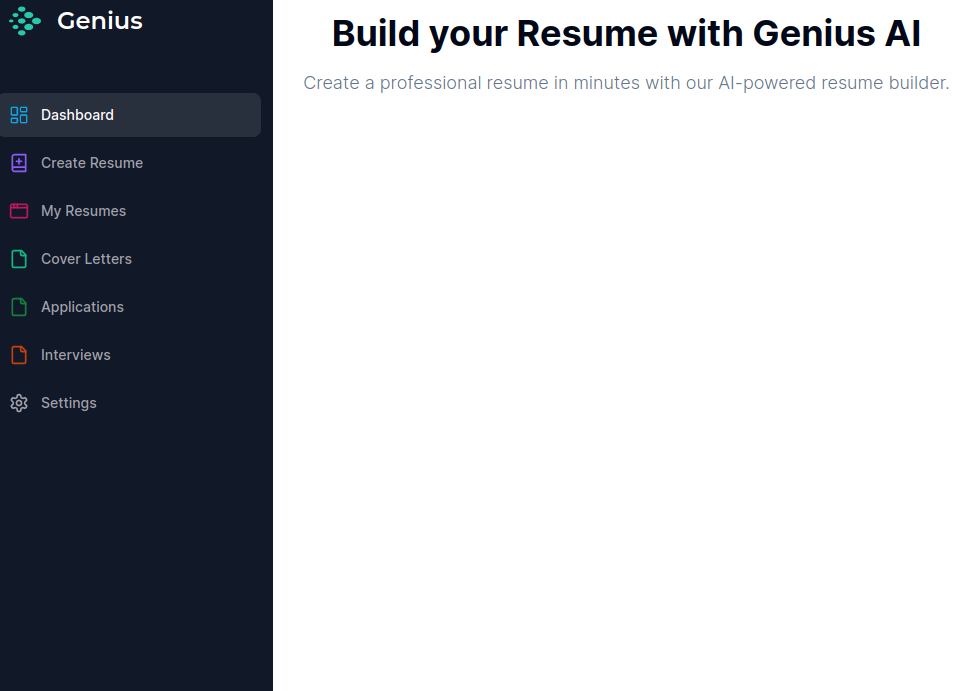 Genius
Dashboard
Create Resume
My Resumes
Cover Letters
Applications
Interviews
Settings
Build your Resume with Genius AI
Create a professional resume in minutes with our AI-powered resume builder.